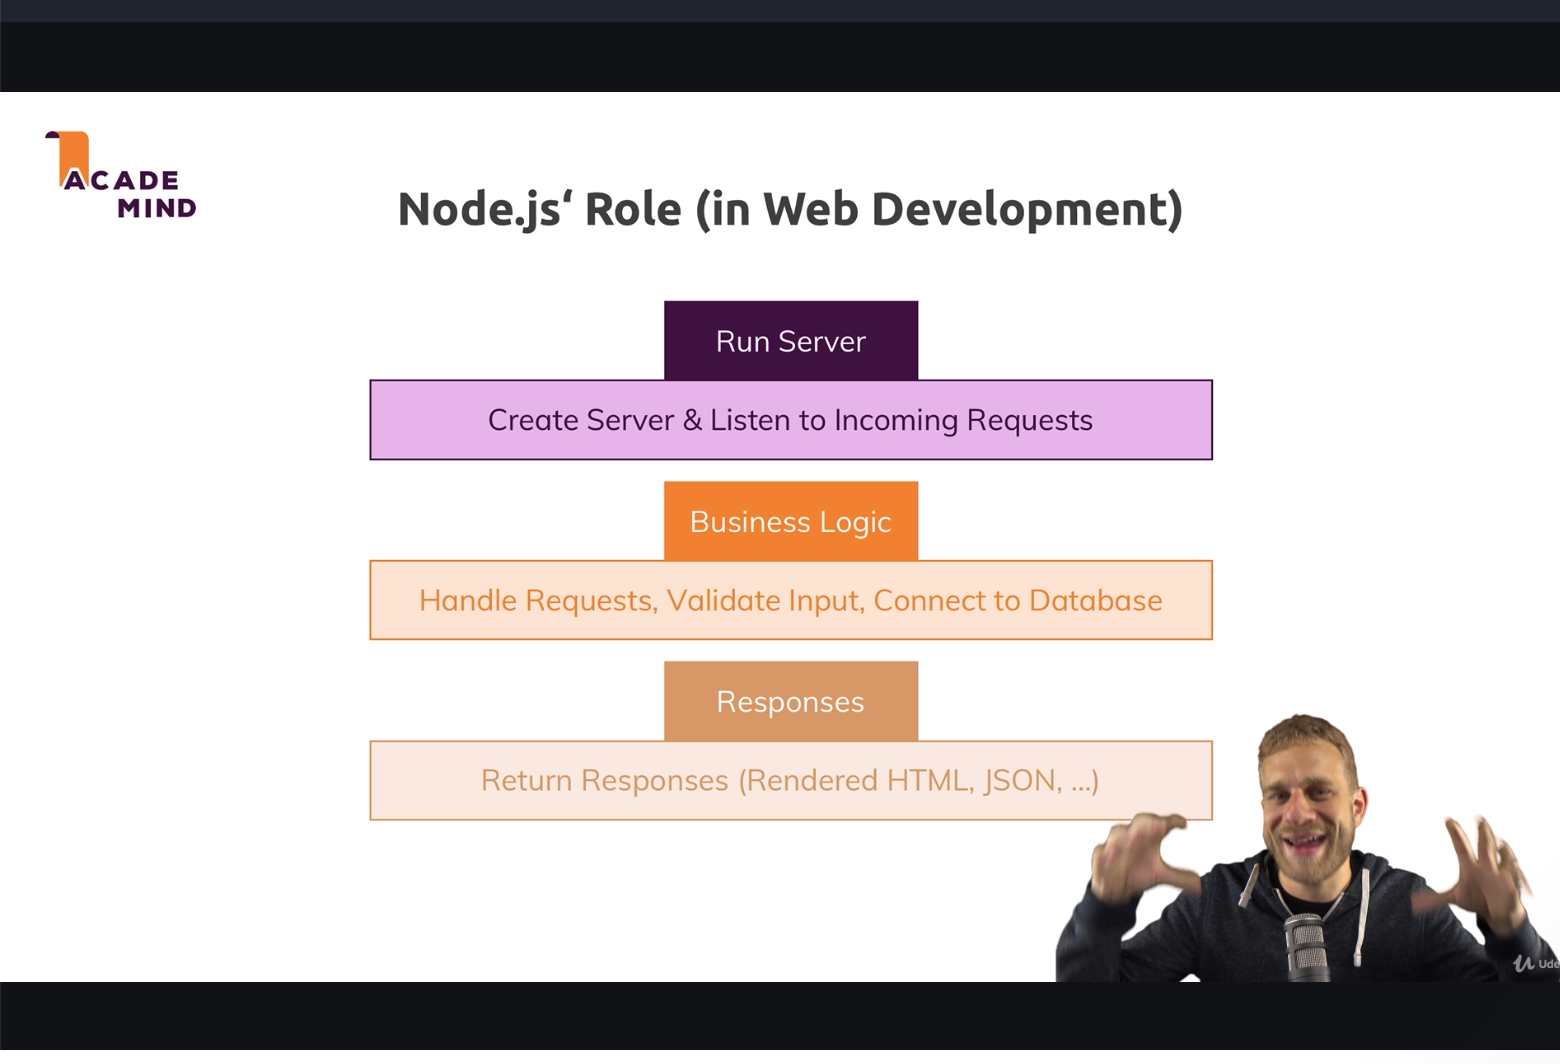 ACADE
MIND
Node.js‘ Role (in Web Development)
Run Server
Create Server & Listen to Incoming Requests
Business Logic
Handle Requests, Validate Input, Connect to Database
Responses
Return Responses (Rendered HTML, JSON, ...)
Ude